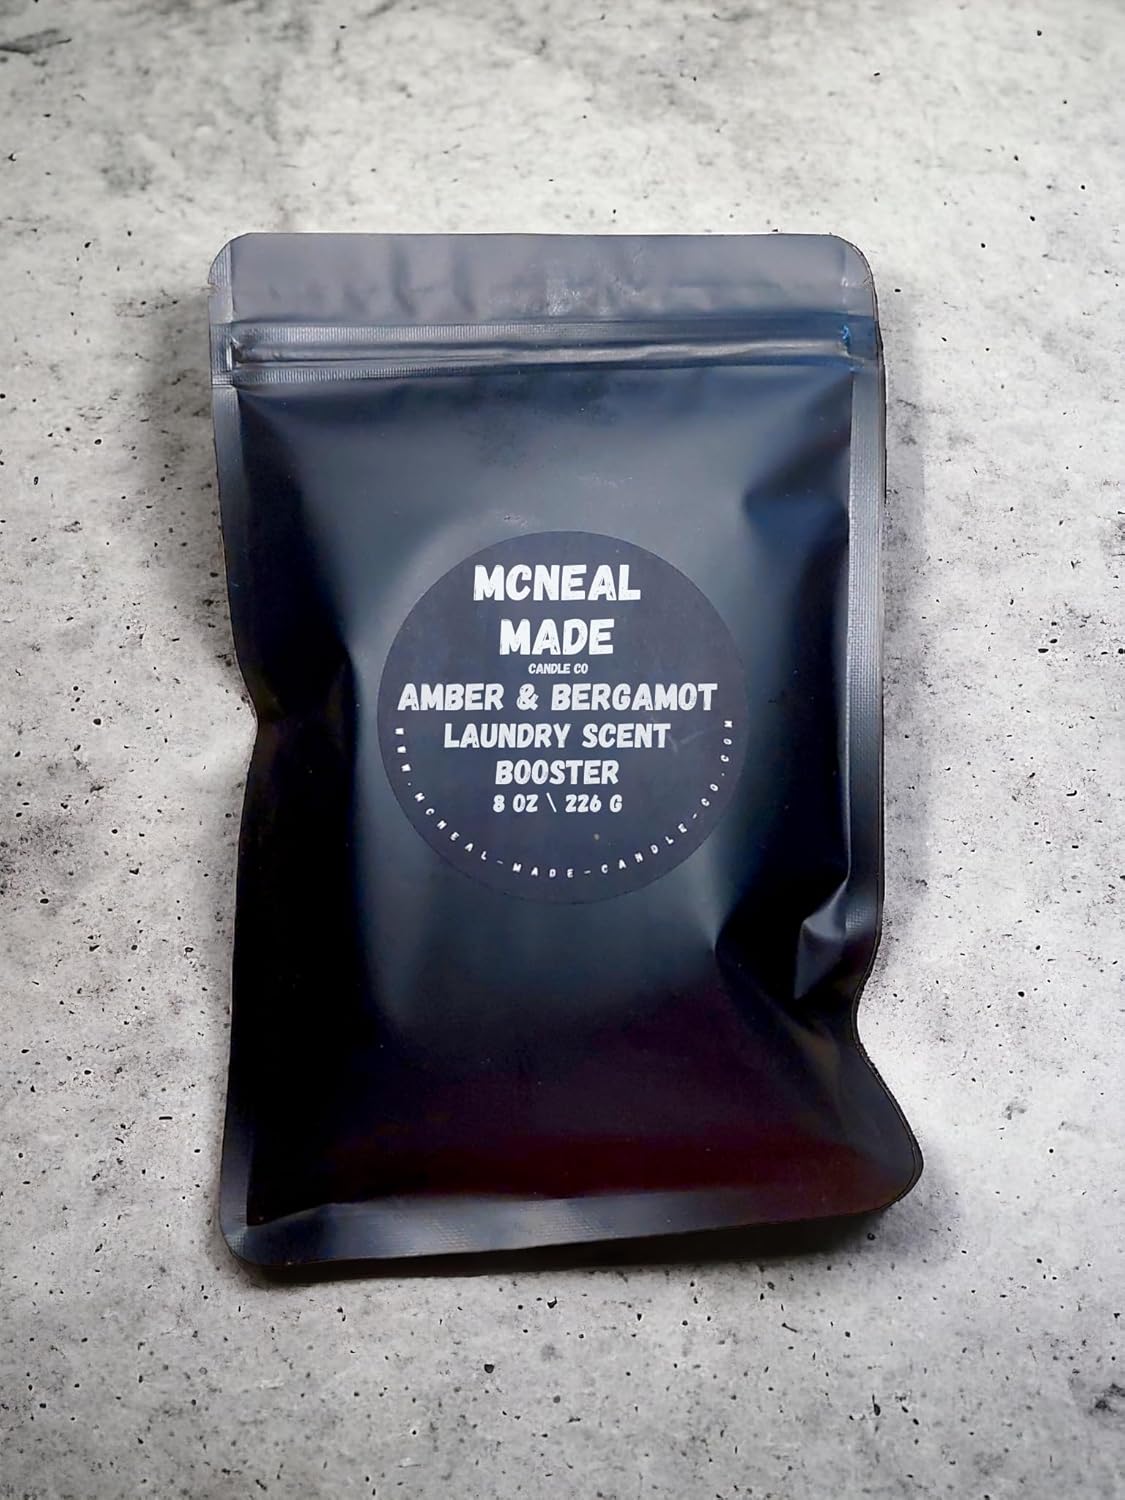 MCNEAL
MADE
CANDLE CO
AMBER & BERGAMOT
LAUNDRY SCENT
BOOSTER
8 OZ \ 226 G
WWW.MCNEAL-MADE-CANDLE-CO.COM